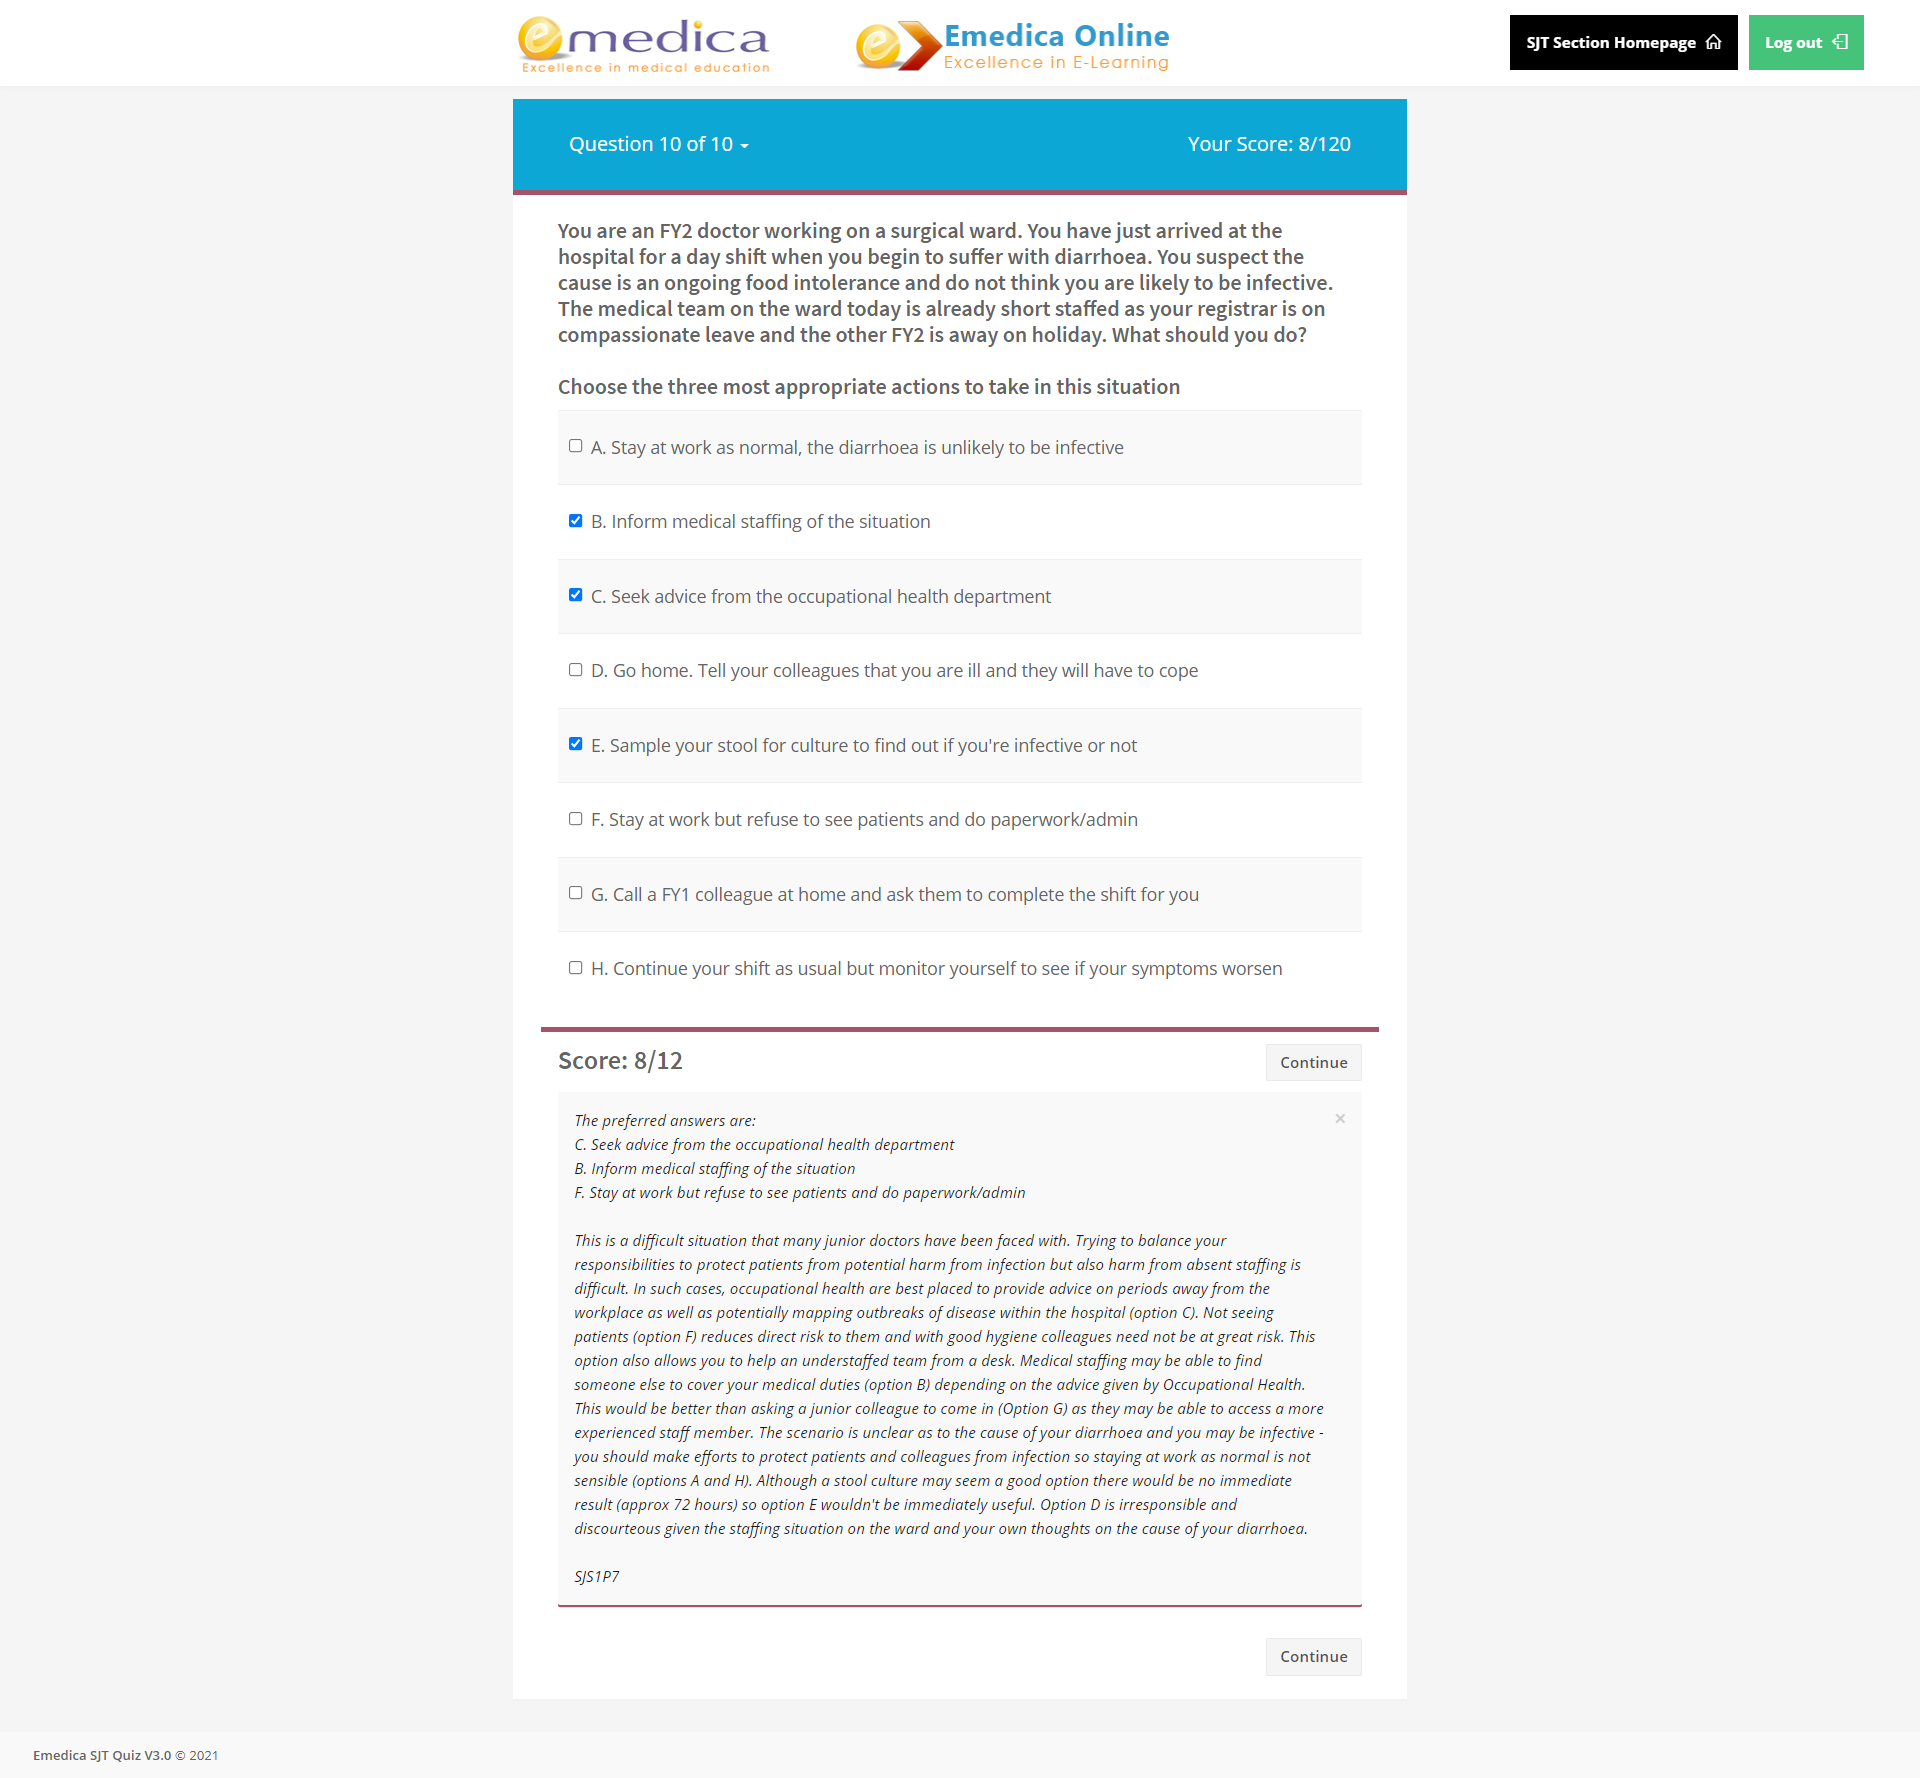 emedica
Excellence in medical education
Emedica Online
Excellence in E-Learning
SJT Section Homepage
Log out
Question 10 of 10
Your Score: 8/120
You are an FY2 doctor working on a surgical ward. You have just arrived at the
hospital for a day shift when you begin to suffer with diarrhoea. You suspect the
cause is an ongoing food intolerance and do not think you are likely to be infective.
The medical team on the ward today is already short staffed as your registrar is on
compassionate leave and the other FY2 is away on holiday. What should you do?
Choose the three most appropriate actions to take in this situation
A. Stay at work as normal, the diarrhoea is unlikely to be infective
B. Inform medical staffing of the situation
C. Seek advice from the occupational health department
D. Go home. Tell your colleagues that you are ill and they will have to cope
E. Sample your stool for culture to find out if you're infective or not
F. Stay at work but refuse to see patients and do paperwork/admin
G. Call a FY1 colleague at home and ask them to complete the shift for you
H. Continue your shift as usual but monitor yourself to see if your symptoms worsen
Score: 8/12
Continue
The preferred answers are:
×
C. Seek advice from the occupational health department
B. Inform medical staffing of the situation
F. Stay at work but refuse to see patients and do paperwork/admin
This is a difficult situation that many junior doctors have been faced with. Trying to balance your
responsibilities to protect patients from potential harm from infection but also harm from absent staffing is
difficult. In such cases, occupational health are best placed to provide advice on periods away from the
workplace as well as potentially mapping outbreaks of disease within the hospital (option C). Not seeing
patients (option F) reduces direct risk to them and with good hygiene colleagues need not be at great risk. This
option also allows you to help an understaffed team from a desk. Medical staffing may be able to find
someone else to cover your medical duties (option B) depending on the advice given by Occupational Health.
This would be better than asking a junior colleague to come in (Option G) as they may be able to access a more
experienced staff member. The scenario is unclear as to the cause of your diarrhoea and you may be infective -
you should make efforts to protect patients and colleagues from infection so staying at work as normal is not
sensible (options A and H). Although a stool culture may seem a good option there would be no immediate
result (approx 72 hours) so option E wouldn't be immediately useful. Option D is irresponsible and
discourteous given the staffing situation on the ward and your own thoughts on the cause of your diarrhoea.
SJS1P7
Continue
Emedica SJT Quiz V3.0 © 2021